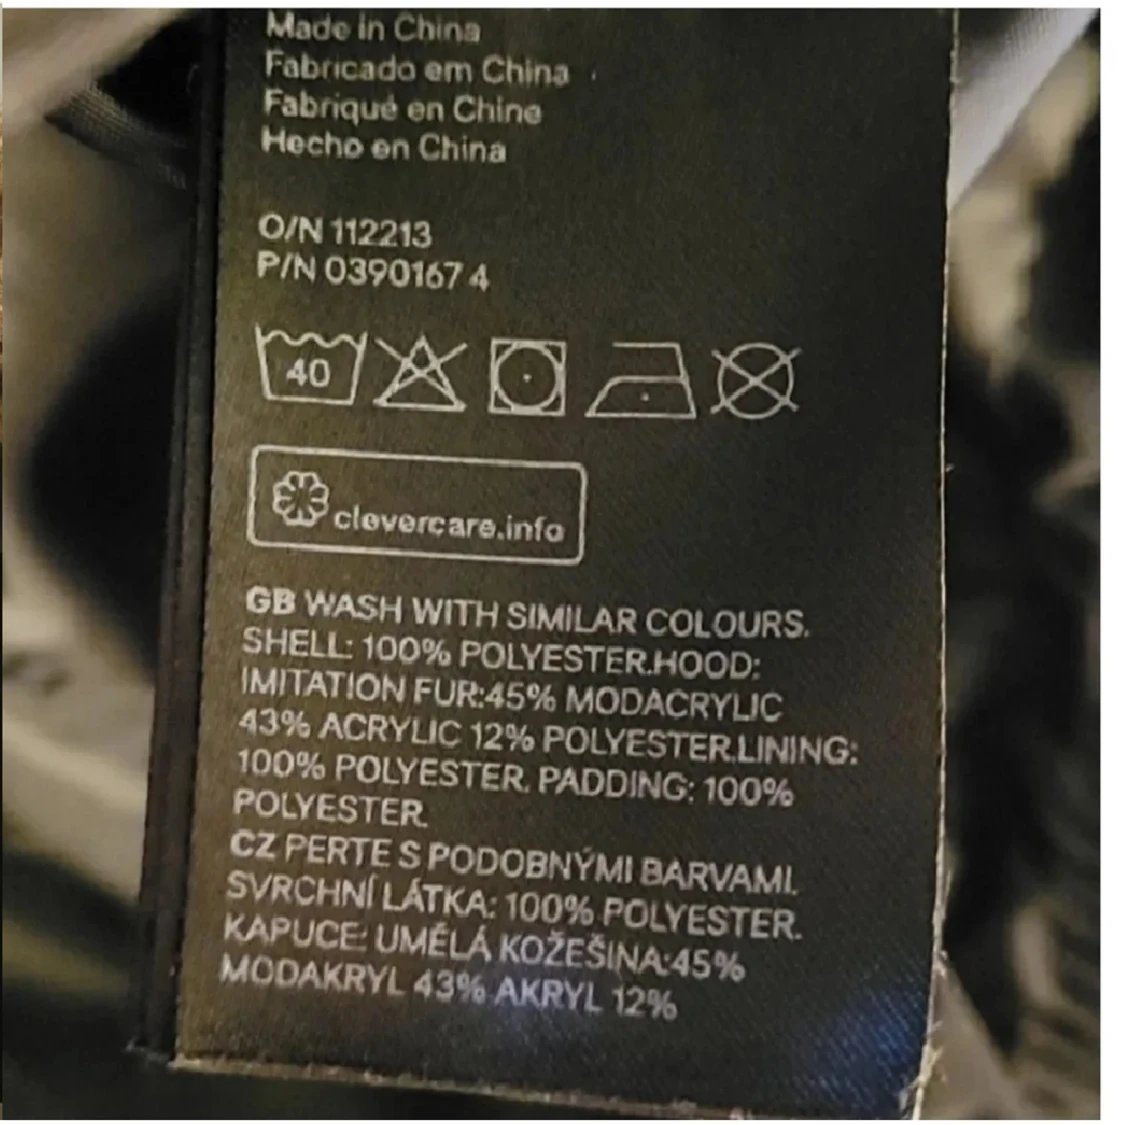 Made in China
Fabricado em China
Fabriqué en Chine
Hecho en China
O/N 112213
P/N 0390167 4
40
clevercare.info
GB WASH WITH SIMILAR COLOURS.
SHELL: 100% POLYESTER.HOOD:
IMITATION FUR:45% MODACRYLIC
43% ACRYLIC 12% POLYESTER.LINING:
100% POLYESTER. PADDING: 100%
POLYESTER.
CZ PERTE S PODOBNÝMI BARVAMI.
SVRCHNÍ LÁTKA: 100% POLYESTER.
KAPUCE: UMĚLÁ KOŽEŠINA:45%
MODAKRYL 43% AKRYL 12%